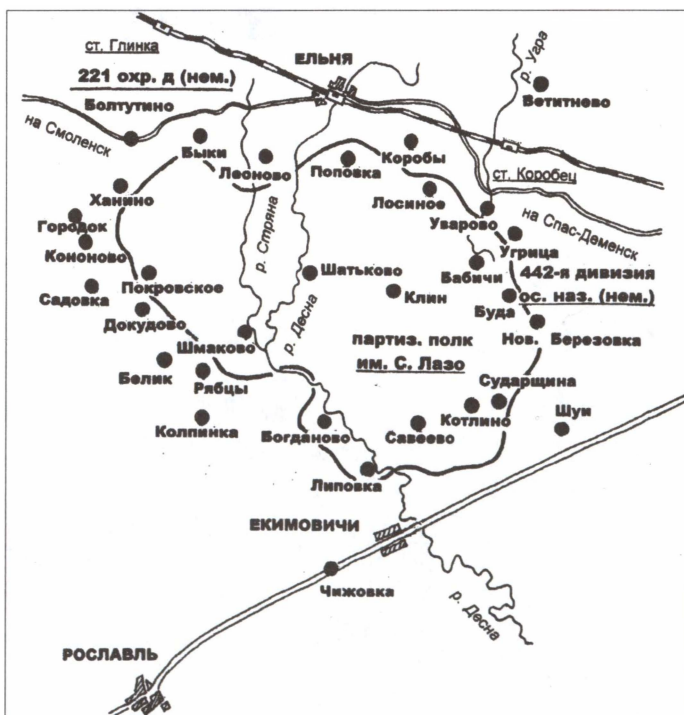 ст. Глинка
ЕЛЬНЯ
р. Угра
221 охр. д (нем.)
Ветитнево
Болтутино
на Смоленск
Быки
Коробы
Леоново
Поповка
ст. Коробец
Ханино
Лосиное
Уварово
на Спас-Деменск
Городок
р. Стряна
Угрица
Кононово
Шатьково
Бабичи
442-я дивизия
Покровское
Клин
ос. наз. (нем.)
Садовка
р. Десна
Буда
Докудово
Шмаково
партиз. полк
им. С. Лазо
Нов. Березовка
Белик
Рябцы
Сударщина
Колпинка
Богданово
Савеево
Котлино
Шуи
Липовка
ЕКИМОВИЧИ
Чижовка
р. Десна
РОСЛАВЛЬ